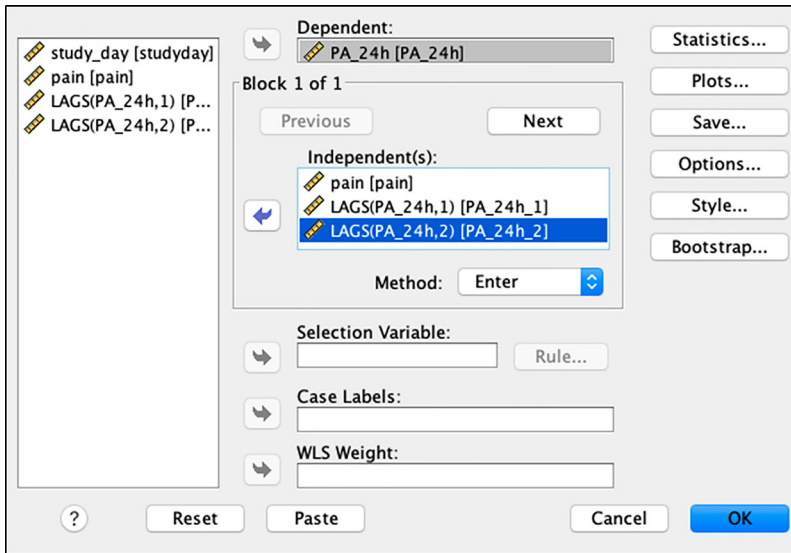 study_day [studyday]
pain [pain]
LAGS(PA_24h,1) [P...
LAGS(PA_24h,2) [P...
Dependent:
PA_24h [PA_24h]
Block 1 of 1
Previous
Next
Independent(s):
pain [pain]
LAGS(PA_24h,1) [PA_24h_1]
LAGS(PA_24h,2) [PA_24h_2]
Method:
Enter
Selection Variable:
Rule...
Case Labels:
WLS Weight:
Statistics...
Plots...
Save...
Options...
Style...
Bootstrap...
?
Reset
Paste
Cancel
OK